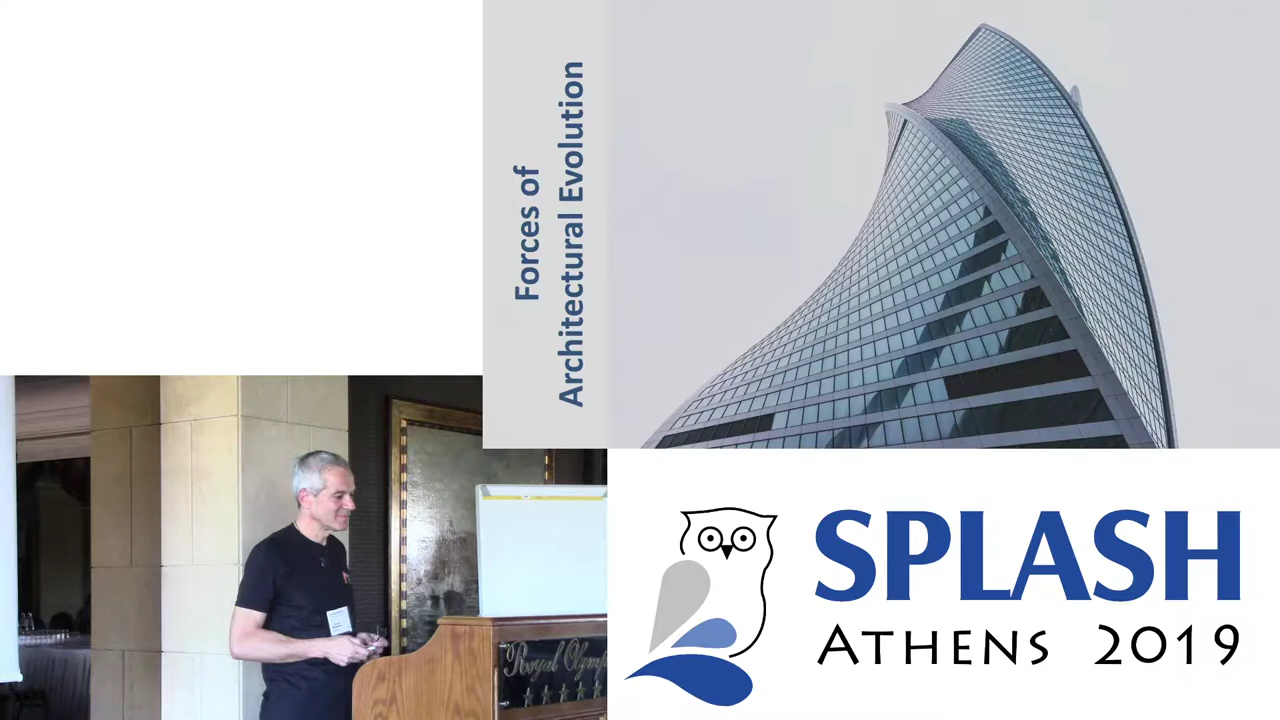 Forces of
Architectural Evolution
SPLASH
ATHENS 2019
Royal Olymp